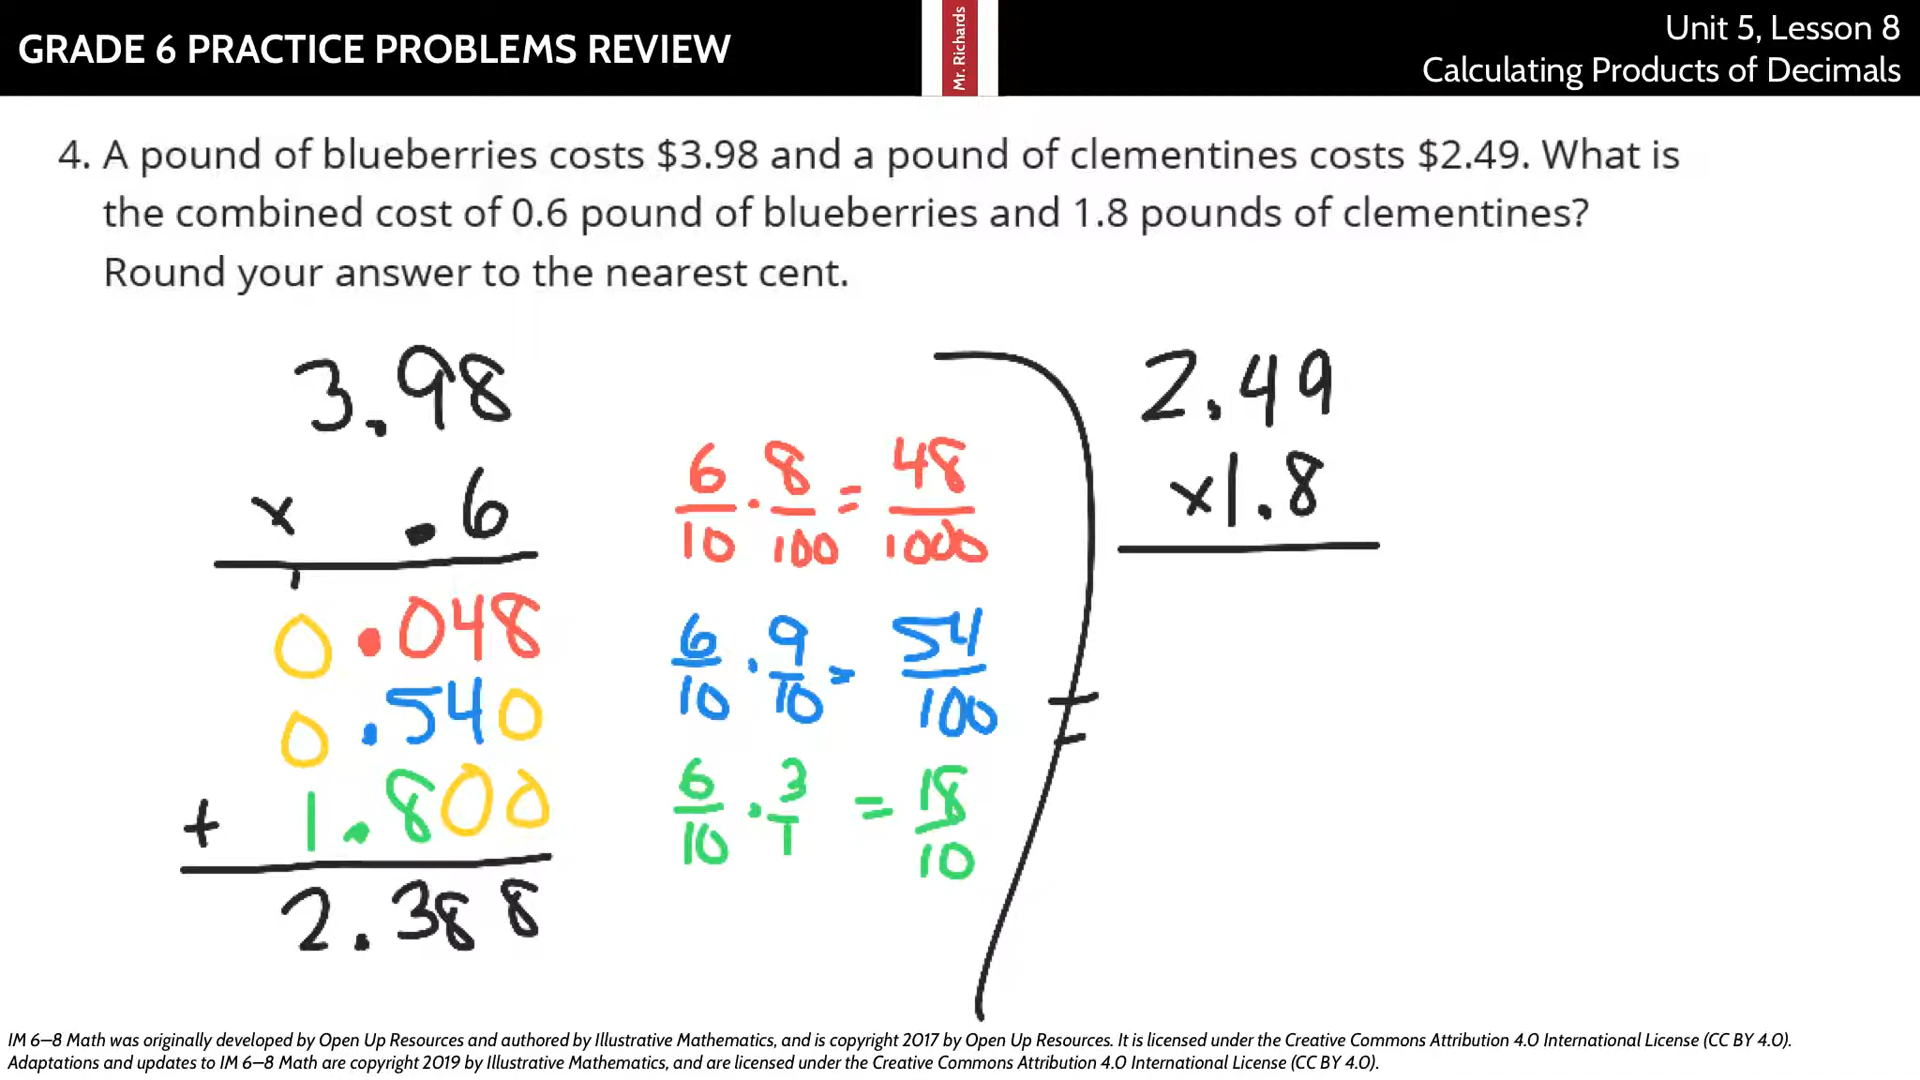 GRADE 6 PRACTICE PROBLEMS REVIEW
Mr. Richards
Unit 5, Lesson 8
Calculating Products of Decimals
4. A pound of blueberries costs $3.98 and a pound of clementines costs $2.49. What is
the combined cost of 0.6 pound of blueberries and 1.8 pounds of clementines?
Round your answer to the nearest cent.
3.98
x .6
1
0.048
0.540
+ 1.800
2.388
6/10 · 8/100 = 48/1000
6/10 · 9/10 = 54/100
6/10 · 3/1 = 18/10
=
2.49
x1.8
IM 6–8 Math was originally developed by Open Up Resources and authored by Illustrative Mathematics, and is copyright 2017 by Open Up Resources. It is licensed under the Creative Commons Attribution 4.0 International License (CC BY 4.0).
Adaptations and updates to IM 6–8 Math are copyright 2019 by Illustrative Mathematics, and are licensed under the Creative Commons Attribution 4.0 International License (CC BY 4.0).